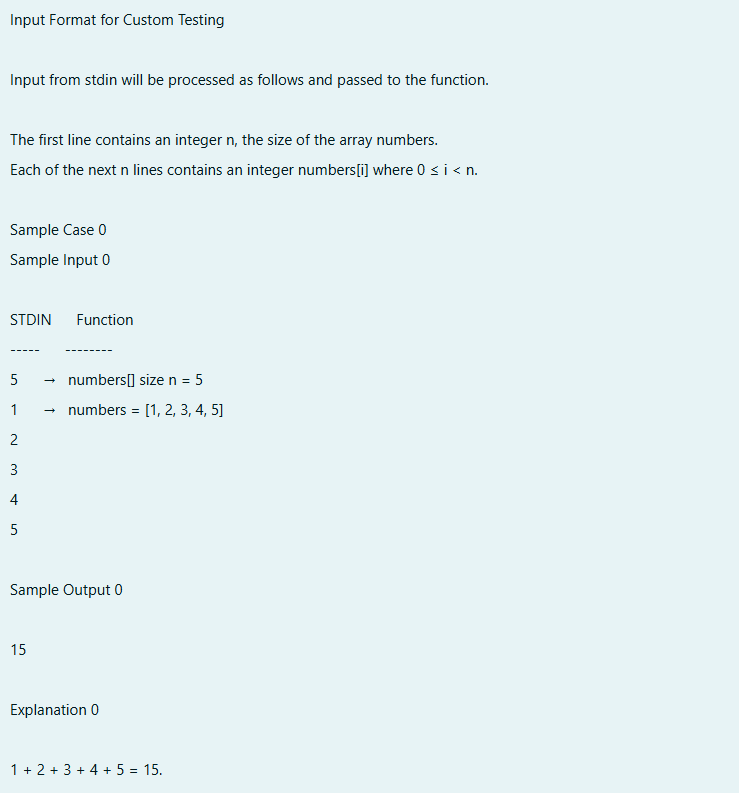 Input Format for Custom Testing
Input from stdin will be processed as follows and passed to the function.
The first line contains an integer n, the size of the array numbers.
Each of the next n lines contains an integer numbers[i] where 0 ≤ i < n.
Sample Case 0
Sample Input 0
STDIN Function
----- --------
5 → numbers[] size n = 5
1 → numbers = [1, 2, 3, 4, 5]
2
3
4
5
Sample Output 0
15
Explanation 0
1 + 2 + 3 + 4 + 5 = 15.